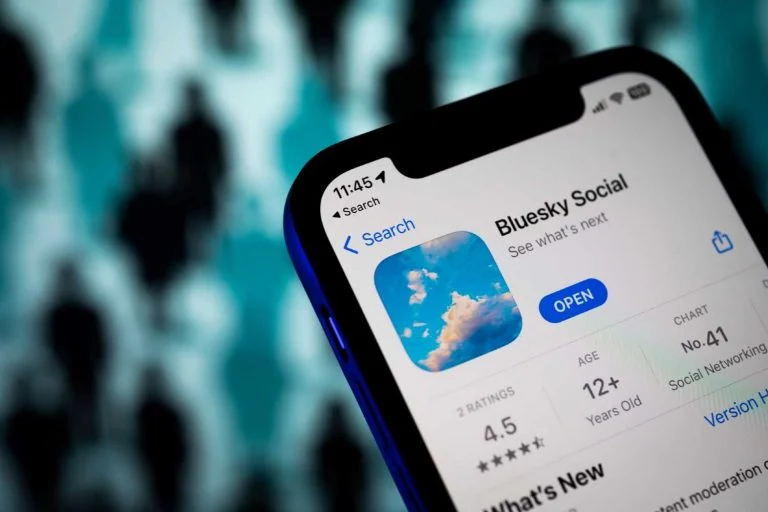 11:45
Search
Search
Bluesky Social
See what's next
OPEN
2 RATINGS
4.5
AGE
12+
Years Old
CHART
No.41
Social Networking
Version H
What's New
moderation